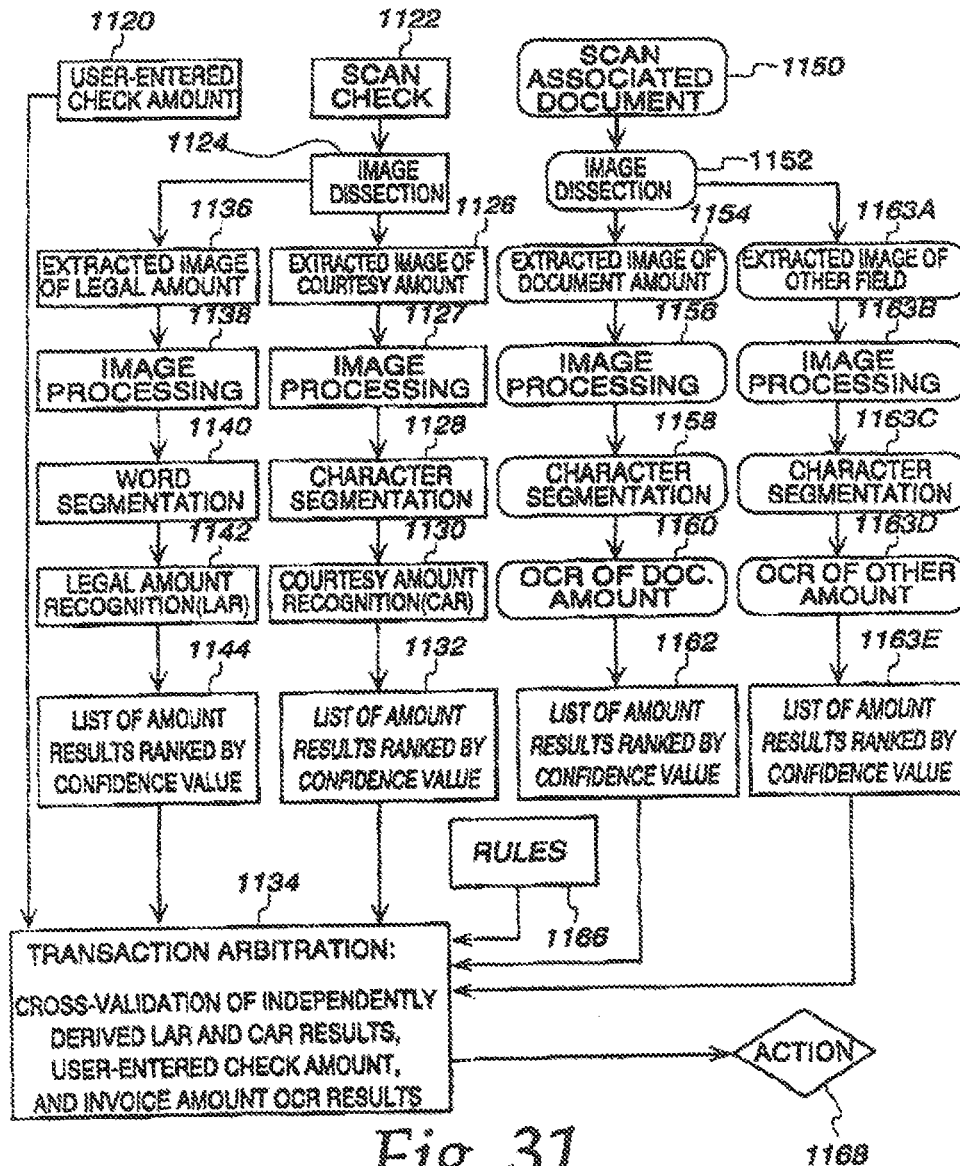 1120
USER-ENTERED
CHECK AMOUNT
1122
SCAN
CHECK
SCAN
ASSOCIATED
DOCUMENT
1150
1124
IMAGE
DISSECTION
IMAGE
DISSECTION
1152
1136
EXTRACTED IMAGE
OF LEGAL AMOUNT
1126
EXTRACTED IMAGE OF
COURTESY AMOUNT
1154
EXTRACTED IMAGE OF
DOCUMENT AMOUNT
1163A
EXTRACTED IMAGE OF
OTHER FIELD
1138
IMAGE
PROCESSING
1127
IMAGE
PROCESSING
1156
IMAGE
PROCESSING
1163B
IMAGE
PROCESSING
1140
WORD
SEGMENTATION
1128
CHARACTER
SEGMENTATION
1158
CHARACTER
SEGMENTATION
1163C
CHARACTER
SEGMENTATION
1142
LEGAL AMOUNT
RECOGNITION(LAR)
1130
COURTESY AMOUNT
RECOGNITION(CAR)
1160
OCR OF DOC.
AMOUNT
1163D
OCR OF OTHER
AMOUNT
1144
LIST OF AMOUNT
RESULTS RANKED BY
CONFIDENCE VALUE
1132
LIST OF AMOUNT
RESULTS RANKED BY
CONFIDENCE VALUE
1162
LIST OF AMOUNT
RESULTS RANKED BY
CONFIDENCE VALUE
1163E
LIST OF AMOUNT
RESULTS RANKED BY
CONFIDENCE VALUE
RULES
1166
1134
TRANSACTION ARBITRATION:
CROSS-VALIDATION OF INDEPENDENTLY
DERIVED LAR AND CAR RESULTS,
USER-ENTERED CHECK AMOUNT,
AND INVOICE AMOUNT OCR RESULTS
ACTION
1168
Fig. 31